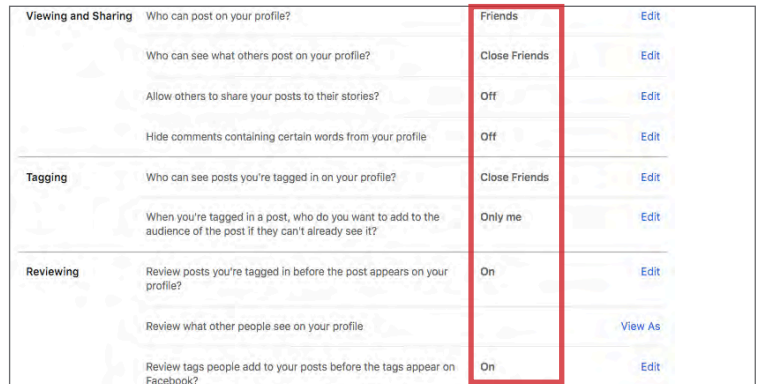 Viewing and Sharing Who can post on your profile? Friends Edit
Who can see what others post on your profile? Close Friends Edit
Allow others to share your posts to their stories? Off Edit
Hide comments containing certain words from your profile Off Edit
Tagging Who can see posts you're tagged in on your profile? Close Friends Edit
When you're tagged in a post, who do you want to add to the Only me Edit
audience of the post if they can't already see it?
Reviewing Review posts you're tagged in before the post appears on your On Edit
profile?
Review what other people see on your profile View As
Review tags people add to your posts before the tags appear on On Edit
Facebook?